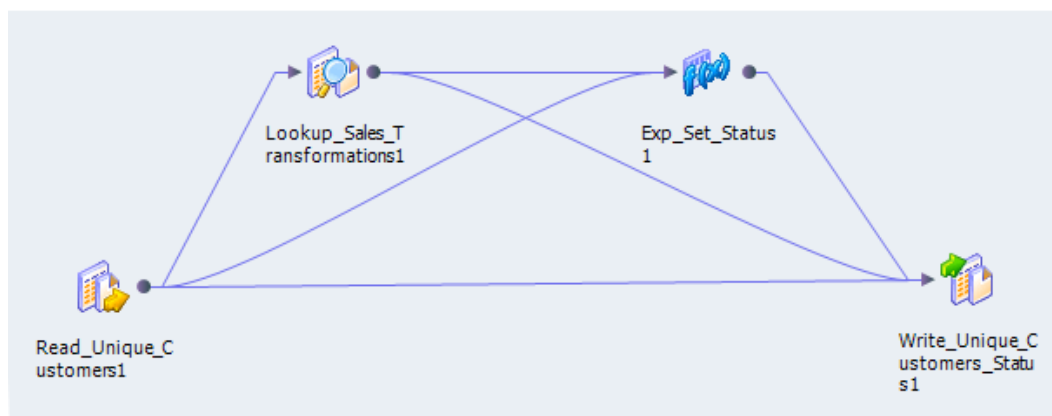 Lookup_Sales_T
ransformations1
Exp_Set_Status
1
Read_Unique_C
ustomers1
Write_Unique_C
ustomers_Statu
s1